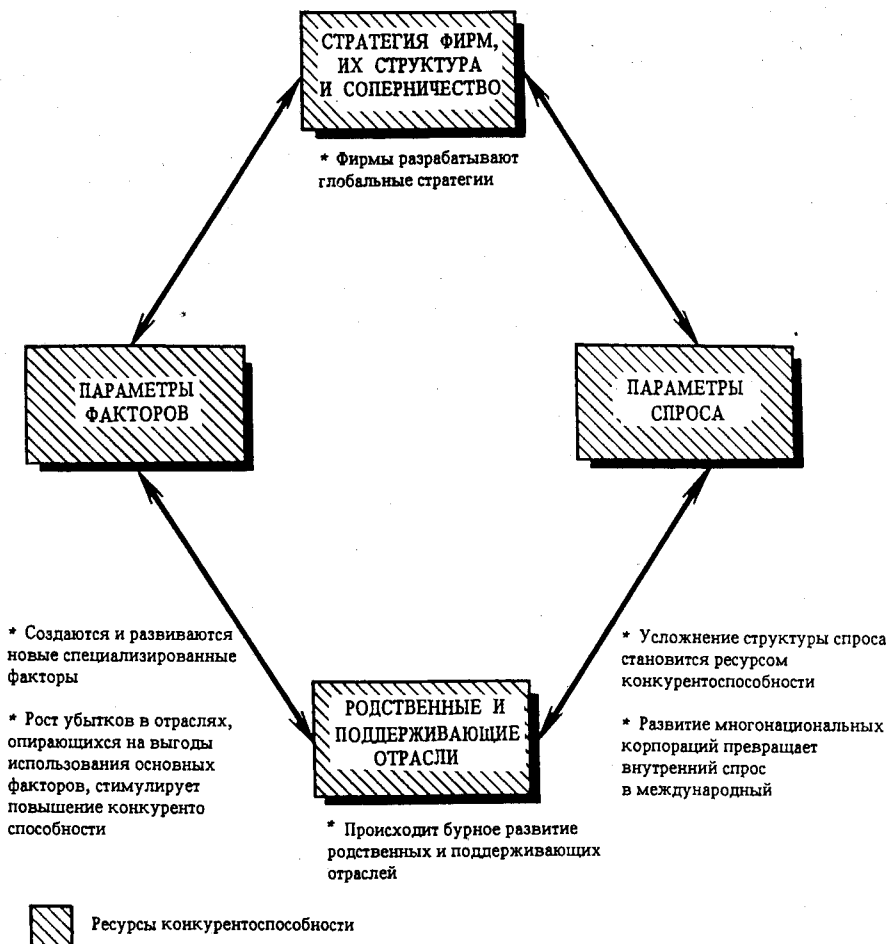 СТРАТЕГИЯ ФИРМ,
ИХ СТРУКТУРА
И СОПЕРНИЧЕСТВО
* Фирмы разрабатывают
глобальные стратегии
ПАРАМЕТРЫ
ФАКТОРОВ
ПАРАМЕТРЫ
СПРОСА
* Создаются и развиваются
новые специализированные
факторы
* Рост убытков в отраслях,
опирающихся на выгоды
использования основных
факторов, стимулирует
повышение конкуренто
способности
РОДСТВЕННЫЕ И
ПОДДЕРЖИВАЮЩИЕ
ОТРАСЛИ
* Происходит бурное развитие
родственных и поддерживающих
отраслей
* Усложнение структуры спроса
становится ресурсом
конкурентоспособности
* Развитие многонациональных
корпораций превращает
внутренний спрос
в международный
Ресурсы конкурентоспособности